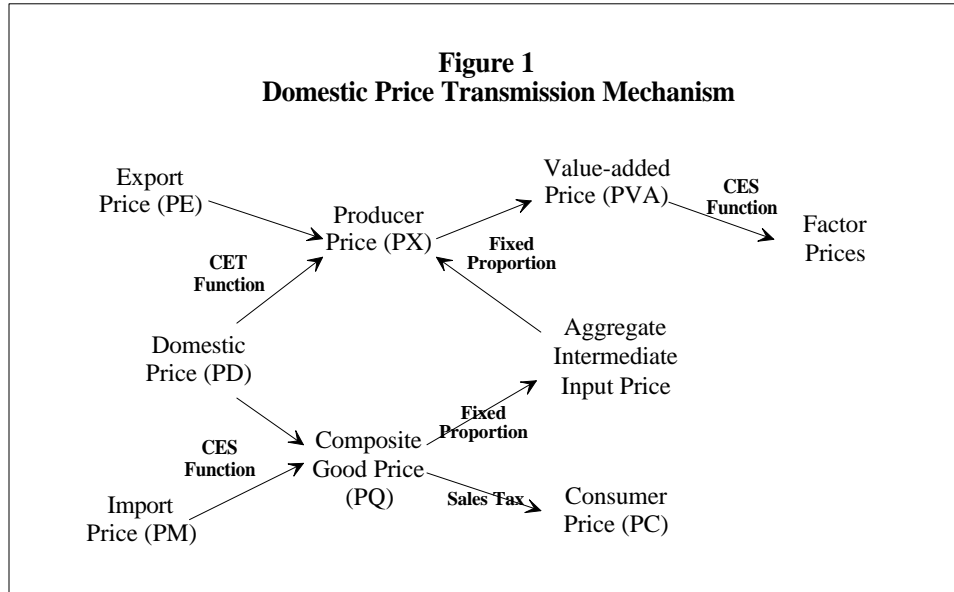 Figure 1
Domestic Price Transmission Mechanism
Export
Price (PE)
Producer
Price (PX)
Value-added
Price (PVA)
CES
Function
Factor
Prices
CET
Function
Fixed
Proportion
Domestic
Price (PD)
Aggregate
Intermediate
Input Price
CES
Function
Composite
Good Price
(PQ)
Fixed
Proportion
Import
Price (PM)
Sales Tax
Consumer
Price (PC)